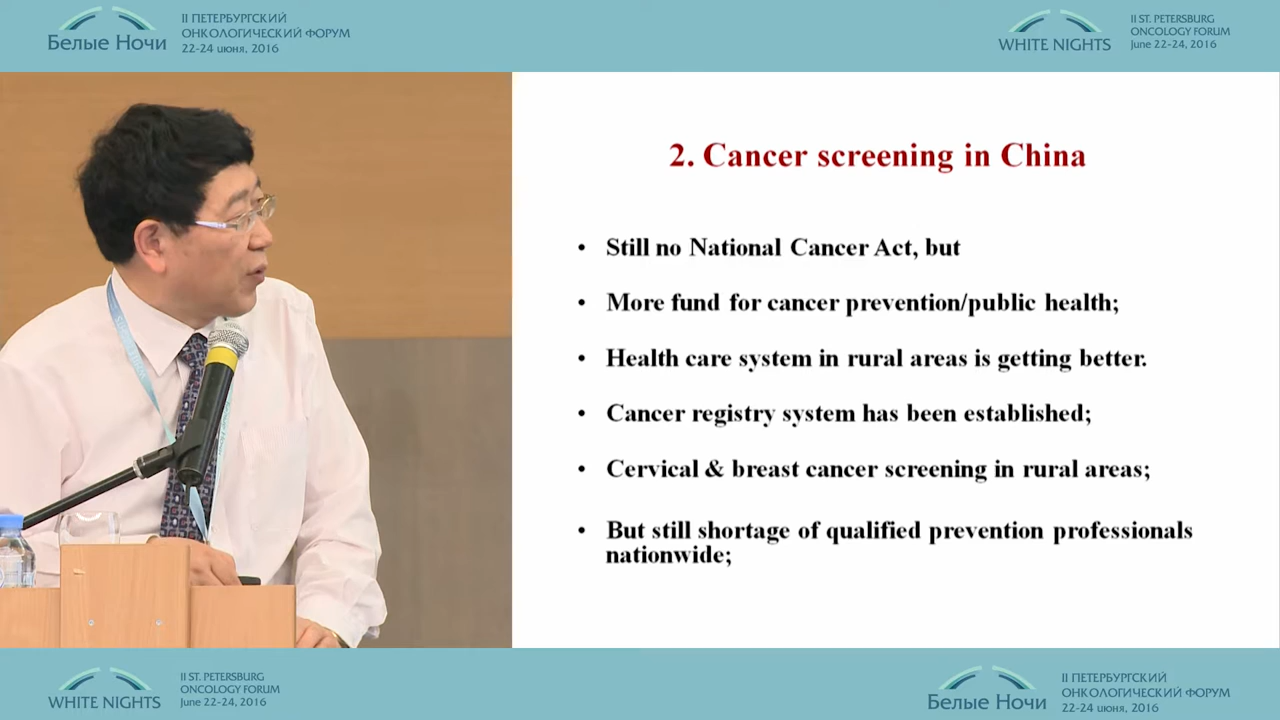 Белые Ночи
II ПЕТЕРБУРГСКИЙ
ОНКОЛОГИЧЕСКИЙ ФОРУМ
22-24 июня, 2016
WHITE NIGHTS
II ST. PETERSBURG
ONCOLOGY FORUM
June 22-24, 2016
2. Cancer screening in China
• Still no National Cancer Act, but
• More fund for cancer prevention/public health;
• Health care system in rural areas is getting better.
• Cancer registry system has been established;
• Cervical & breast cancer screening in rural areas;
• But still shortage of qualified prevention professionals
nationwide;
WHITE NIGHTS
II ST. PETERSBURG
ONCOLOGY FORUM
June 22-24, 2016
Белые Ночи
II ПЕТЕРБУРГСКИЙ
ОНКОЛОГИЧЕСКИЙ ФОРУМ
22-24 июня, 2016